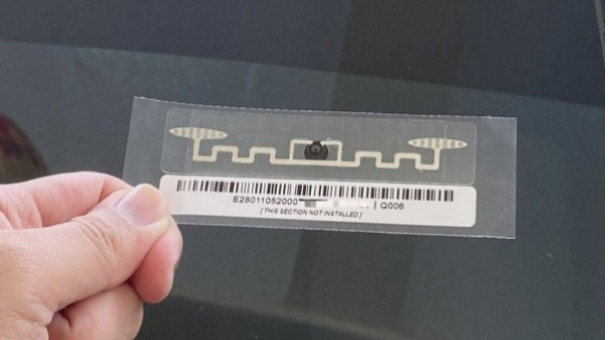 E28011052000 | Q006
[THIS SECTION NOT INSTALLED]